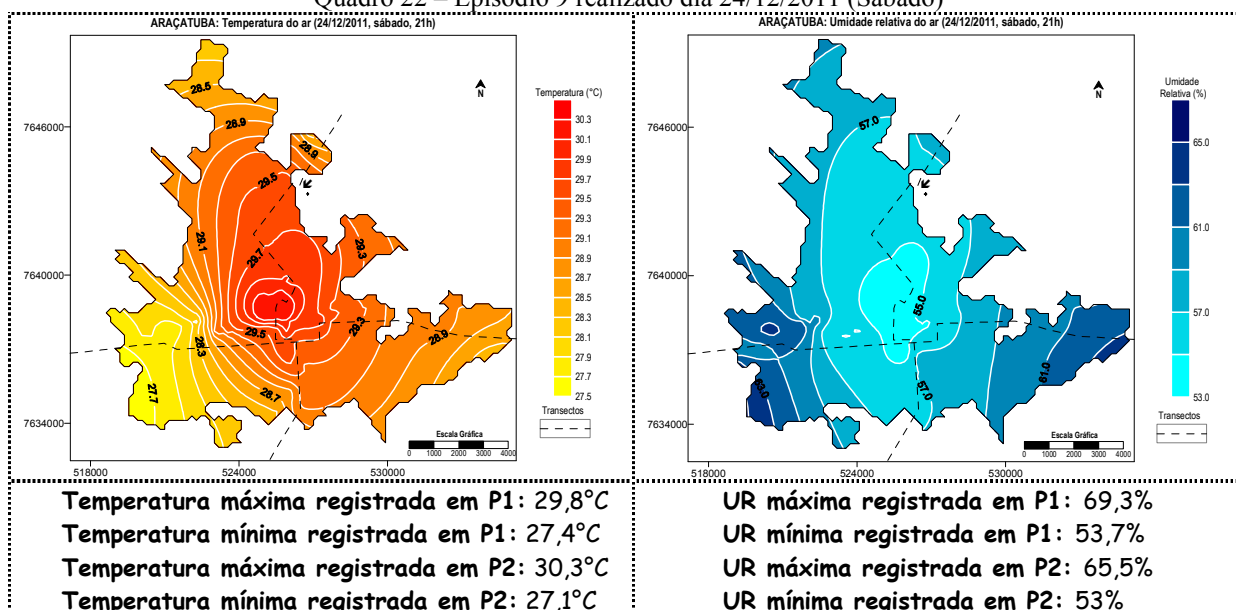 Quadro 22 – Episódio 9 realizado dia 24/12/2011 (Sábado)
ARAÇATUBA: Temperatura do ar (24/12/2011, sábado, 21h)
N
Temperatura (°C)
30.3
30.1
29.9
29.7
29.5
29.3
29.1
28.9
28.7
28.5
28.3
28.1
27.9
27.7
27.5
Transectos
7646000
7640000
7634000
518000
524000
530000
28.5
28.9
28.9
29.5
29.1
29.7
29.3
29.5
29.3
28.3
28.9
27.7
28.7
Escala Gráfica
0 1000 2000 3000 4000
ARAÇATUBA: Umidade relativa do ar (24/12/2011, sábado, 21h)
N
Umidade
Relativa (%)
65.0
61.0
57.0
53.0
Transectos
7646000
7640000
7634000
518000
524000
530000
57.0
55.0
63.0
57.0
61.0
Escala Gráfica
0 1000 2000 3000 4000
Temperatura máxima registrada em P1: 29,8°C
Temperatura mínima registrada em P1: 27,4°C
Temperatura máxima registrada em P2: 30,3°C
Temperatura mínima registrada em P2: 27,1°C
UR máxima registrada em P1: 69,3%
UR mínima registrada em P1: 53,7%
UR máxima registrada em P2: 65,5%
UR mínima registrada em P2: 53%